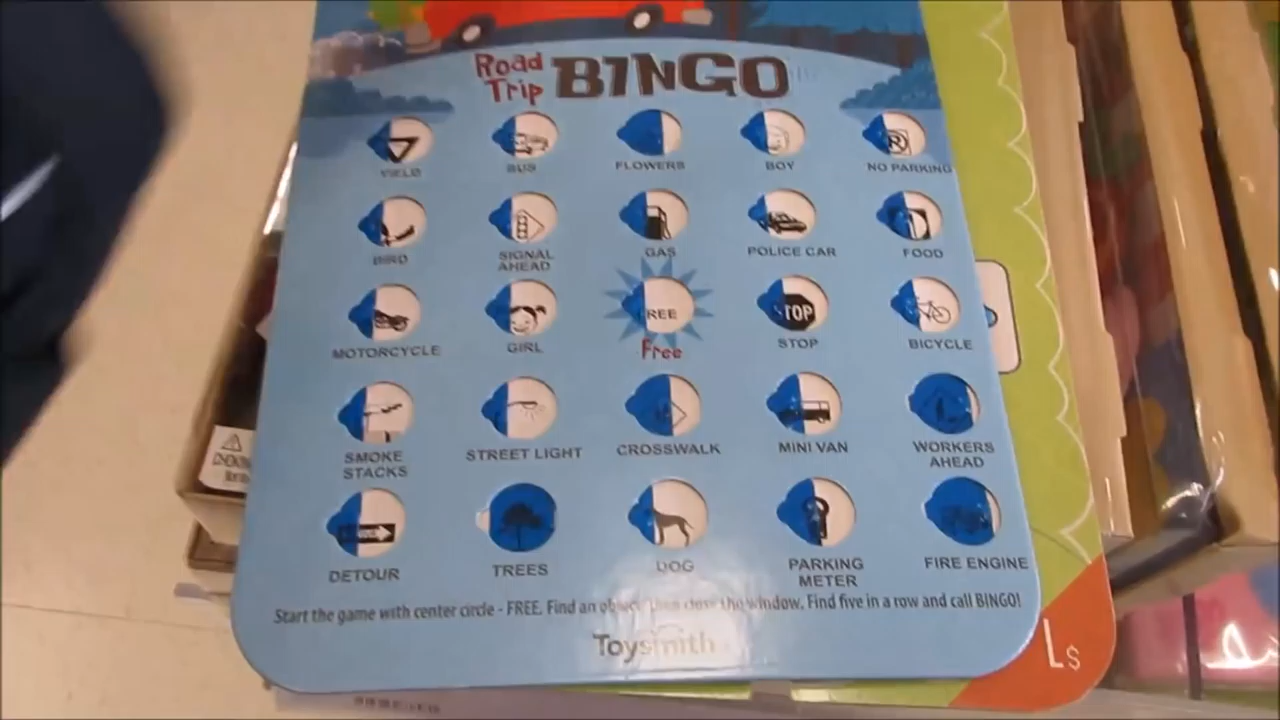 Road Trip BINGO
YIELD BUS FLOWERS BOY NO PARKING
BIRD SIGNAL AHEAD GAS POLICE CAR FOOD
REE
TOP
MOTORCYCLE GIRL Free STOP BICYCLE
SMOKE STACKS STREET LIGHT CROSSWALK MINI VAN WORKERS AHEAD
DETOUR TREES DOG PARKING METER FIRE ENGINE
Start the game with center circle - FREE. Find an object then close the window. Find five in a row and call BINGO!
Toysmith
Ls